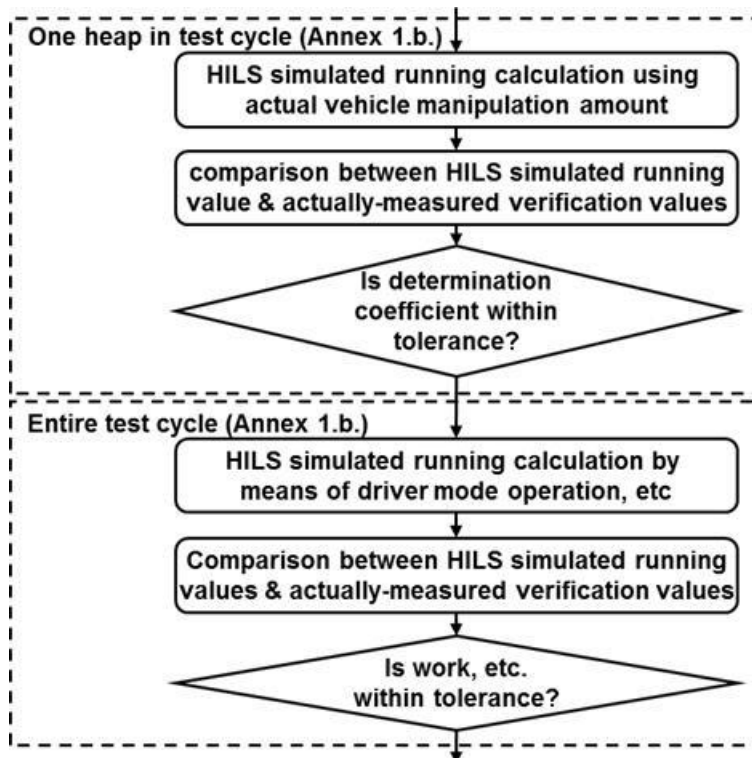 One heap in test cycle (Annex 1.b.)
HILS simulated running calculation using
actual vehicle manipulation amount
comparison between HILS simulated running
value & actually-measured verification values
Is determination
coefficient within
tolerance?
Entire test cycle (Annex 1.b.)
HILS simulated running calculation by
means of driver mode operation, etc
Comparison between HILS simulated running
values & actually-measured verification values
Is work, etc.
within tolerance?